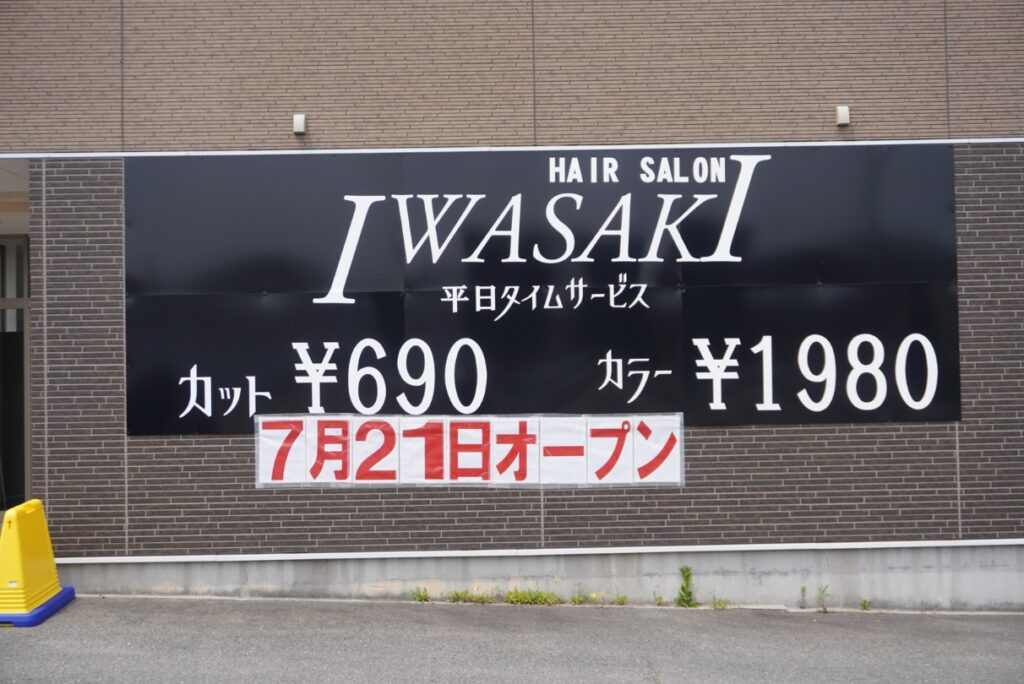 HAIR SALON
IWASAKI
平日タイムサービス
カット ¥690 カラー ¥1980
7月21日オープン